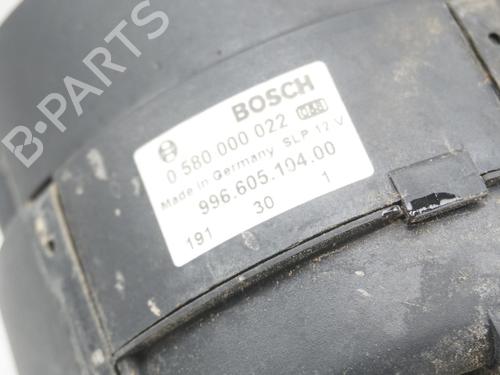 B-PARTS
BOSCH
0 580 000 022
Made in Germany SLP 12 V
996.605.104.00
191 30 1